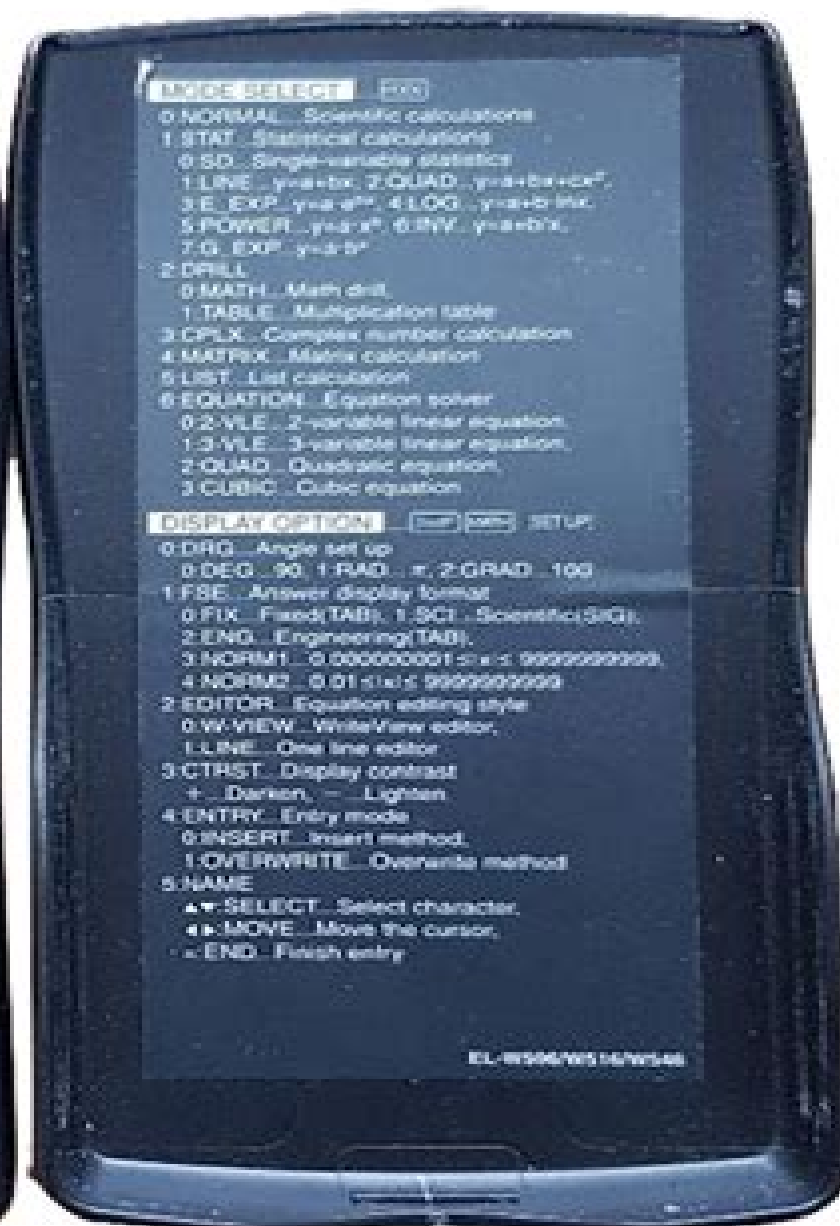 MODE SELECT MODE
0:NORMAL...Scientific calculations
1:STAT...Statistical calculations
0:SD...Single-variable statistics
1:LINE...y=a+bx, 2:QUAD...y=a+bx+cx²,
3:E_EXP...y=a·eᵇˣ, 4:LOG...y=a+b·lnx,
5:POWER...y=a·xᵇ, 6:INV...y=a+b/x,
7:G_EXP...y=a·bˣ
2:DRILL
0:MATH...Math drill,
1:TABLE...Multiplication table
3:CPLX...Complex number calculation
4:MATRIX...Matrix calculation
5:LIST...List calculation
6:EQUATION...Equation solver
0:2-VLE...2-variable linear equation,
1:3-VLE...3-variable linear equation,
2:QUAD...Quadratic equation,
3:CUBIC...Cubic equation
DISPLAY OPTION ...( SETUP)
0:DRG...Angle set up
0:DEG...90, 1:RAD...π, 2:GRAD...100
1:FSE...Answer display format
0:FIX...Fixed(TAB), 1:SCI...Scientific(SIG),
2:ENG...Engineering(TAB),
3:NORM1...0.000000001≤|x|≤9999999999,
4:NORM2...0.01≤|x|≤9999999999
2:EDITOR...Equation editing style
0:W-VIEW...WriteView editor,
1:LINE...One line editor
3:CTRST...Display contrast
+...Darken, −...Lighten
4:ENTRY...Entry mode
0:INSERT...Insert method,
1:OVERWRITE...Overwrite method
5:NAME
▲▼:SELECT...Select character,
◀▶:MOVE...Move the cursor,
=:END...Finish entry
EL-W506/W516/W546